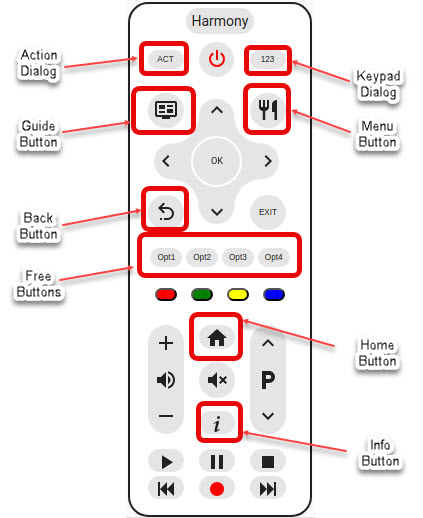 Harmony
Action
Dialog
ACT
123
Keypad
Dialog
Guide
Button
Menu
Button
OK
Back
Button
EXIT
Opt1 Opt2 Opt3 Opt4
Free
Buttons
Home
Button
P
i
Info
Button